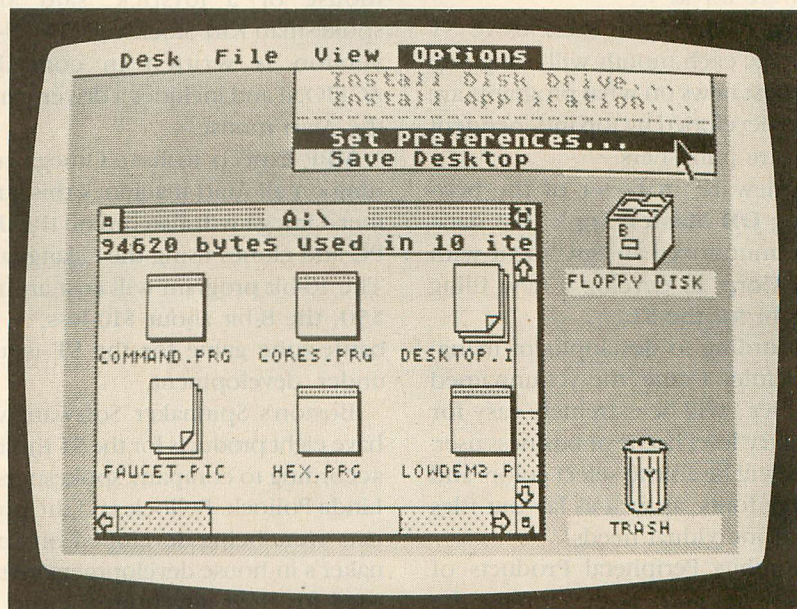 Desk File View Options
Install Disk Drive...
Install Application...
Set Preferences...
Save Desktop
A:\
94620 bytes used in 10 ite
B
FLOPPY DISK
COMMAND.PRG CORES.PRG DESKTOP.I
FAUCET.PIC HEX.PRG LOWDEM2.P
TRASH